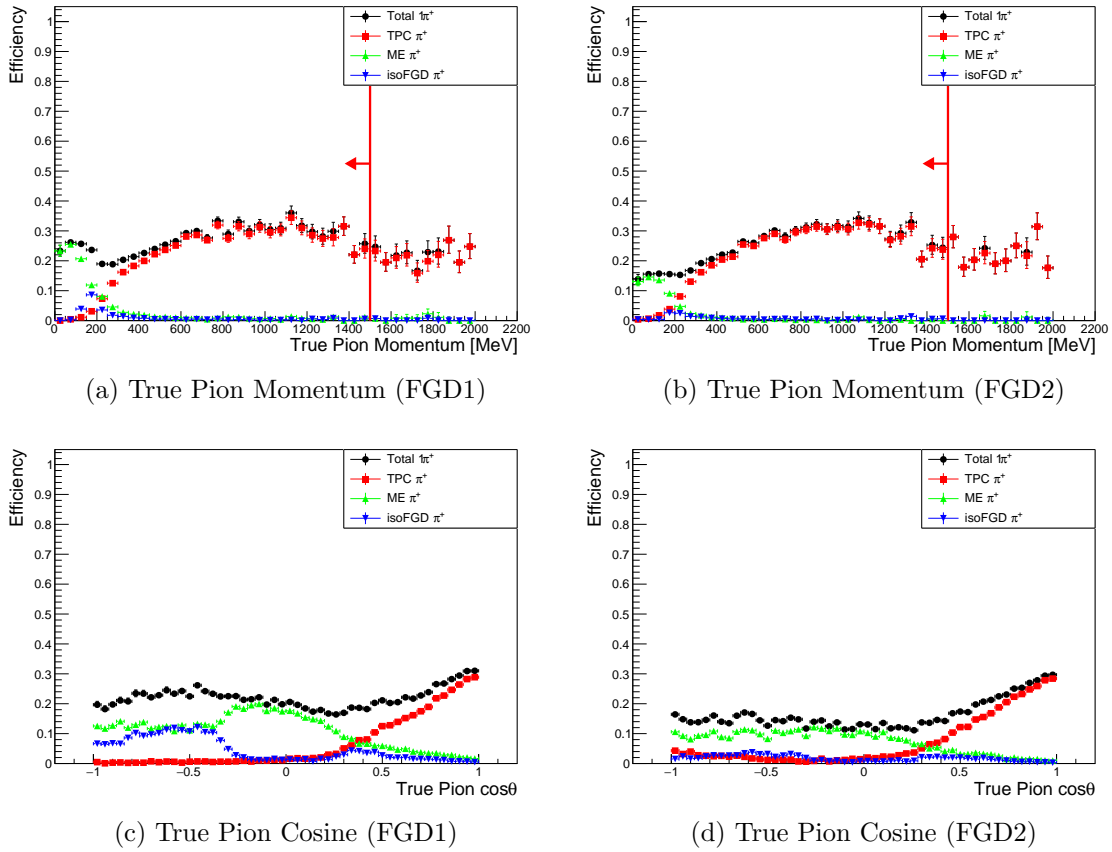 Efficiency
1
0.9
0.8
0.7
0.6
0.5
0.4
0.3
0.2
0.1
0
Total 1π⁺
TPC π⁺
ME π⁺
isoFGD π⁺
0 200 400 600 800 1000 1200 1400 1600 1800 2000 2200
True Pion Momentum [MeV]
(a) True Pion Momentum (FGD1)
Efficiency
1
0.9
0.8
0.7
0.6
0.5
0.4
0.3
0.2
0.1
0
Total 1π⁺
TPC π⁺
ME π⁺
isoFGD π⁺
0 200 400 600 800 1000 1200 1400 1600 1800 2000 2200
True Pion Momentum [MeV]
(b) True Pion Momentum (FGD2)
Efficiency
1
0.9
0.8
0.7
0.6
0.5
0.4
0.3
0.2
0.1
0
Total 1π⁺
TPC π⁺
ME π⁺
isoFGD π⁺
−1 −0.5 0 0.5 1
True Pion cosθ
(c) True Pion Cosine (FGD1)
Efficiency
1
0.9
0.8
0.7
0.6
0.5
0.4
0.3
0.2
0.1
0
Total 1π⁺
TPC π⁺
ME π⁺
isoFGD π⁺
−1 −0.5 0 0.5 1
True Pion cosθ
(d) True Pion Cosine (FGD2)